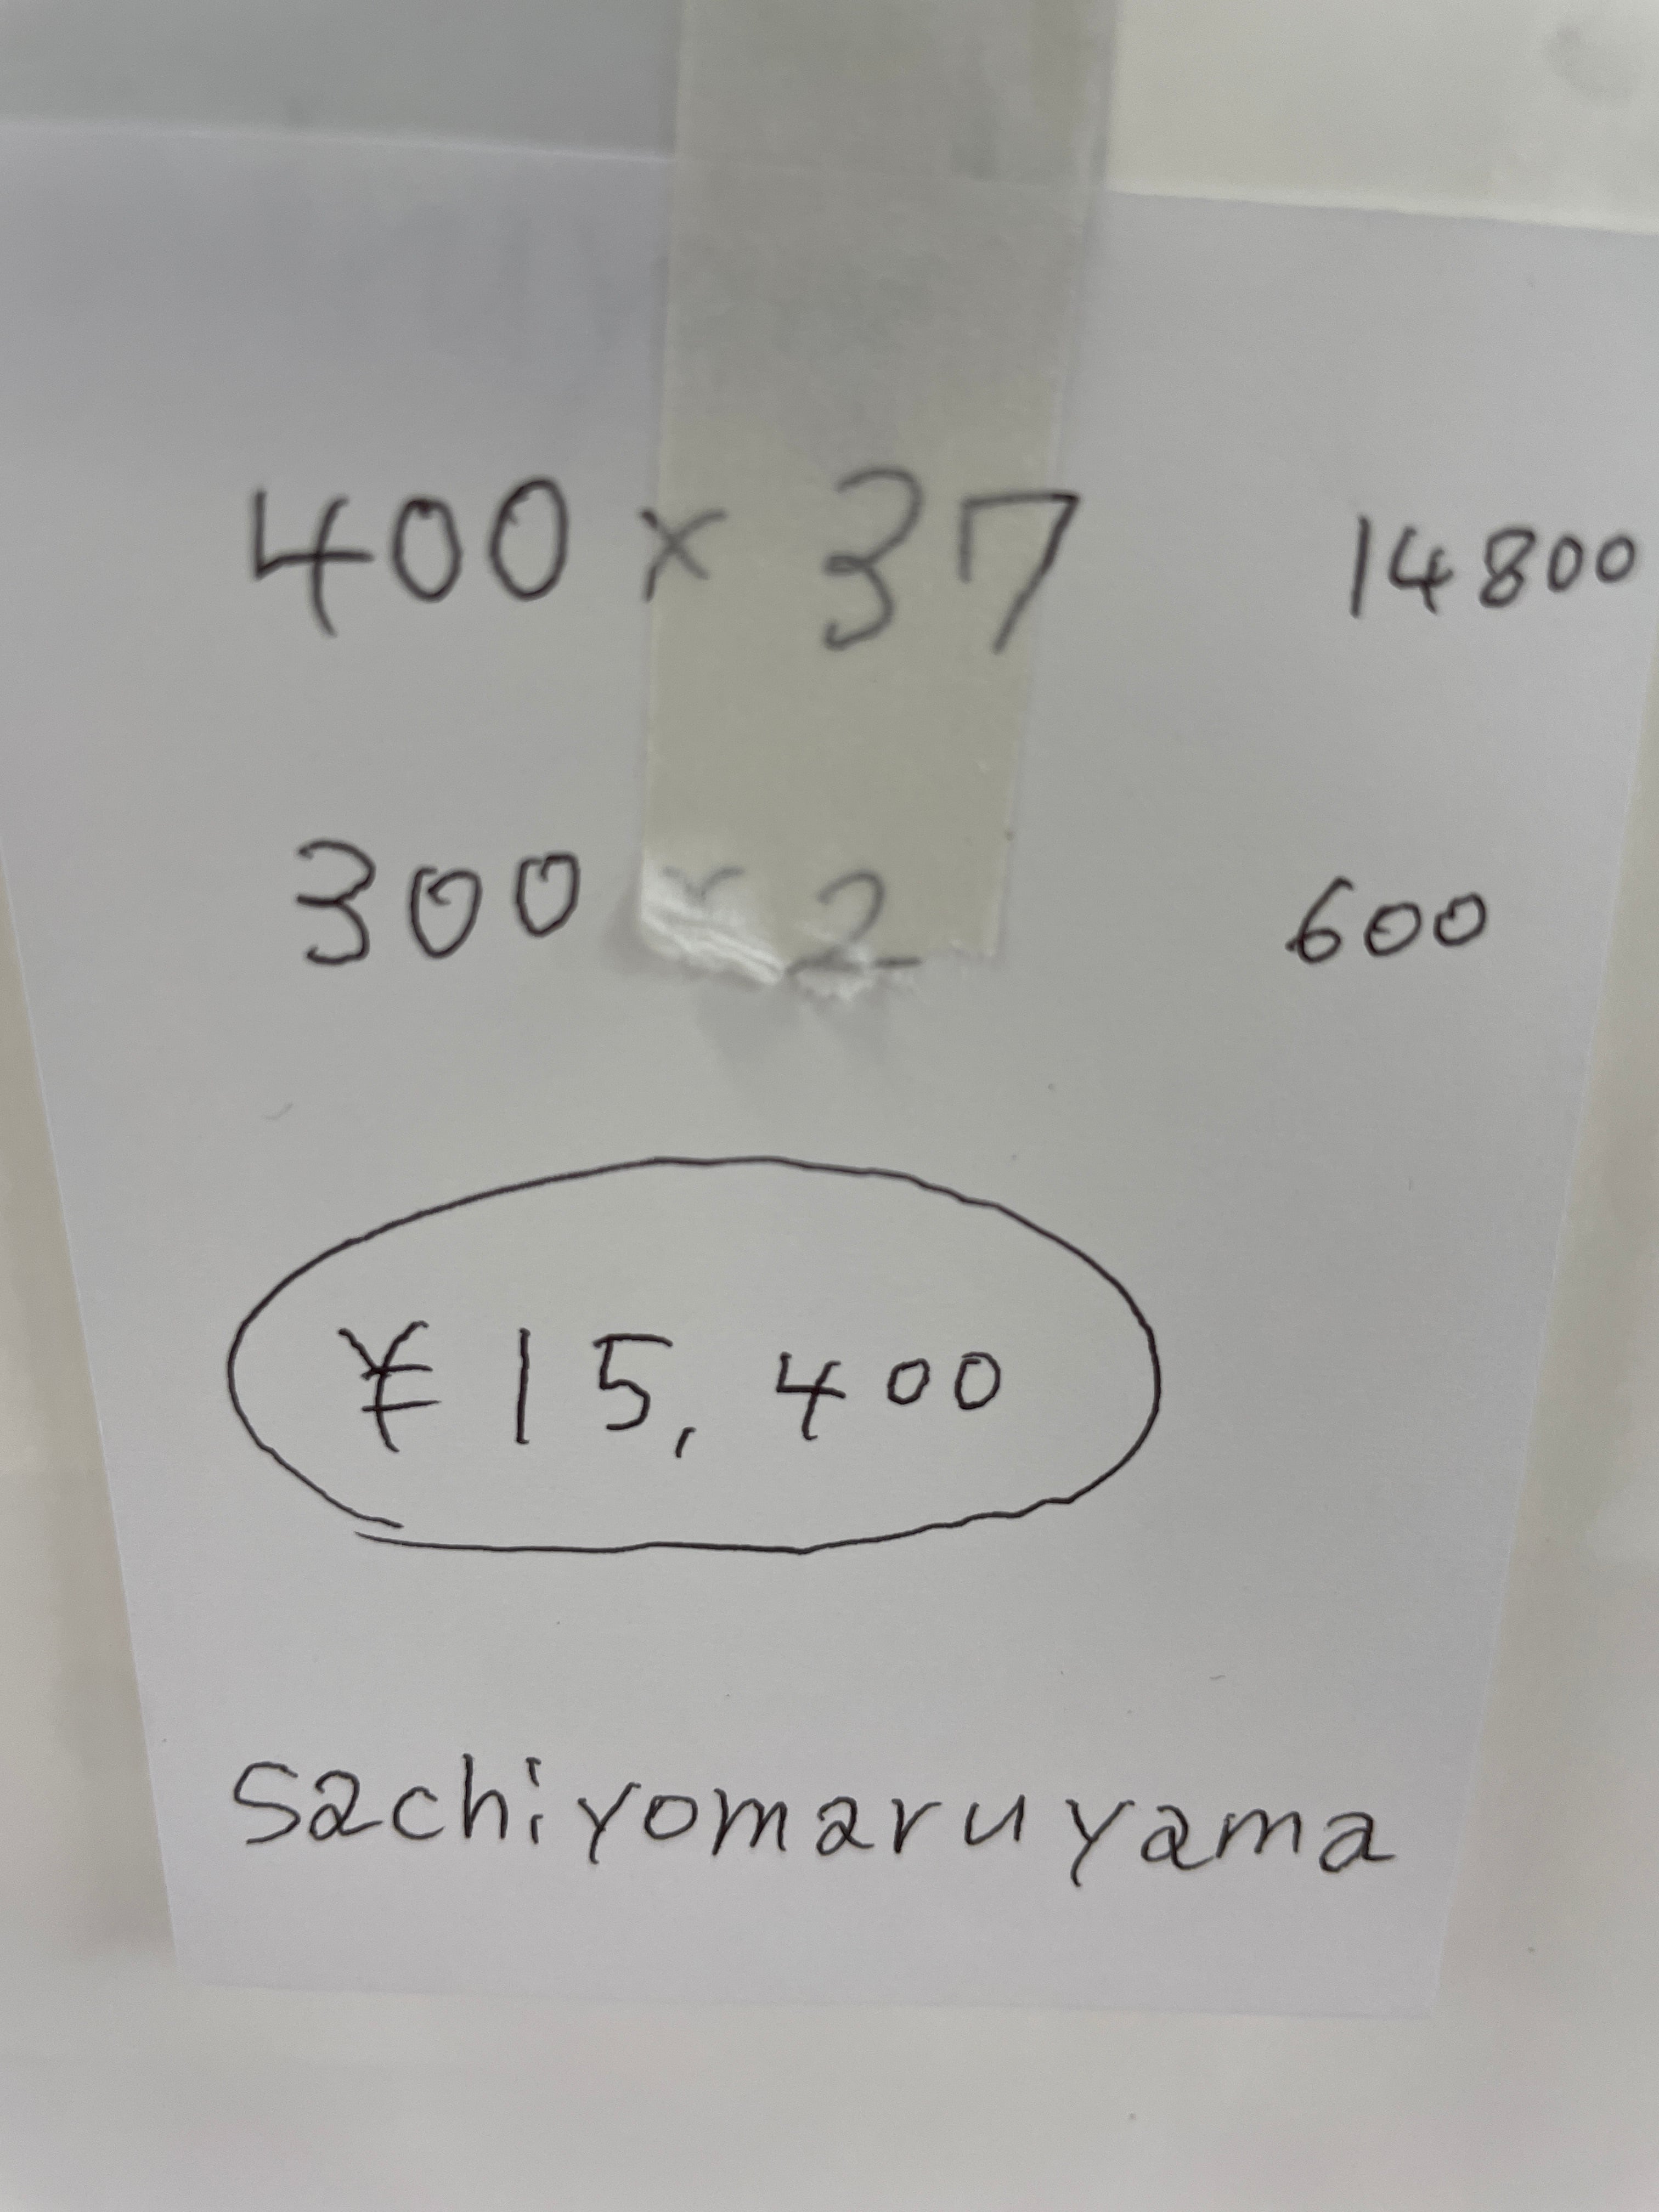 400 × 37 14800
300 × 2 600
¥15,400
sachiyomaruyama